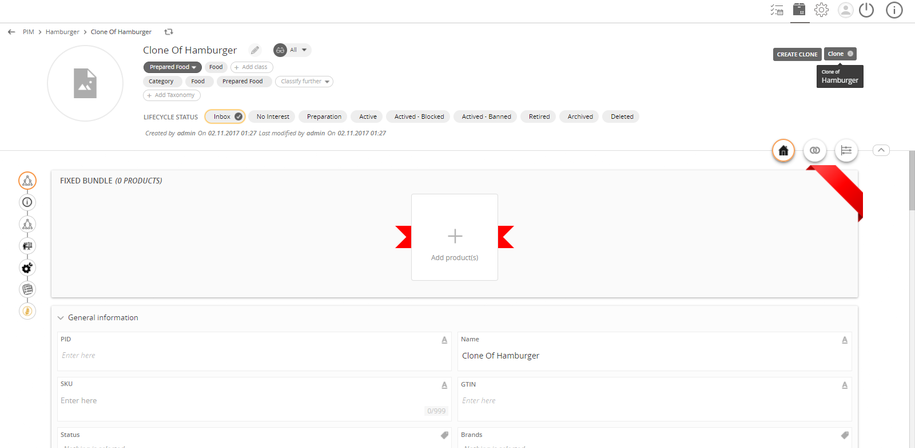 PIM > Hamburger > Clone Of Hamburger
Clone Of Hamburger All
CREATE CLONE Clone
Clone of
Hamburger
Prepared Food Food + Add class
Category Food Prepared Food Classify further
+ Add Taxonomy
LIFECYCLE STATUS Inbox No Interest Preparation Active Actived - Blocked Actived - Banned Retired Archived Deleted
Created by admin On 02.11.2017 01:27 Last modified by admin On 02.11.2017 01:27
FIXED BUNDLE (0 PRODUCTS)
Add product(s)
General information
PID Name
Enter here Clone Of Hamburger
SKU GTIN
Enter here Enter here
0/999
Status Brands